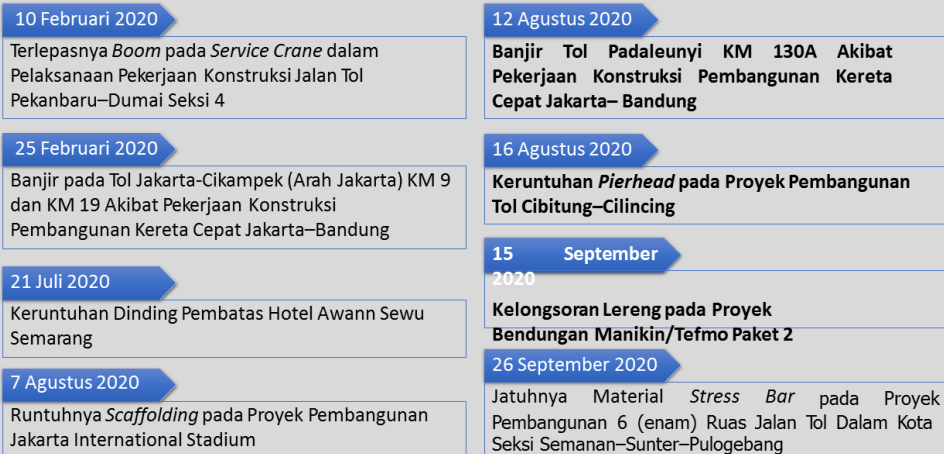 10 Februari 2020
Terlepasnya Boom pada Service Crane dalam
Pelaksanaan Pekerjaan Konstruksi Jalan Tol
Pekanbaru–Dumai Seksi 4
25 Februari 2020
Banjir pada Tol Jakarta-Cikampek (Arah Jakarta) KM 9
dan KM 19 Akibat Pekerjaan Konstruksi
Pembangunan Kereta Cepat Jakarta–Bandung
21 Juli 2020
Keruntuhan Dinding Pembatas Hotel Awann Sewu
Semarang
7 Agustus 2020
Runtuhnya Scaffolding pada Proyek Pembangunan
Jakarta International Stadium
12 Agustus 2020
Banjir Tol Padaleunyi KM 130A Akibat
Pekerjaan Konstruksi Pembangunan Kereta
Cepat Jakarta– Bandung
16 Agustus 2020
Keruntuhan Pierhead pada Proyek Pembangunan
Tol Cibitung–Cilincing
15 September
2020
Kelongsoran Lereng pada Proyek
Bendungan Manikin/Tefmo Paket 2
26 September 2020
Jatuhnya Material Stress Bar pada Proyek
Pembangunan 6 (enam) Ruas Jalan Tol Dalam Kota
Seksi Semanan–Sunter–Pulogebang